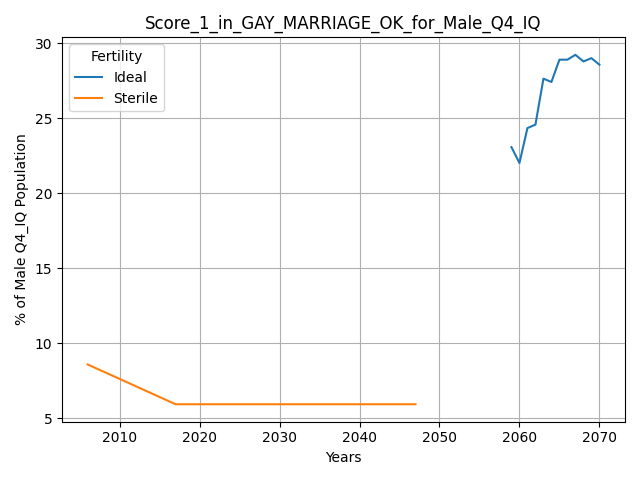 Score_1_in_GAY_MARRIAGE_OK_for_Male_Q4_IQ
Fertility
Ideal
Sterile
% of Male Q4_IQ Population
30
25
20
15
10
5
2010 2020 2030 2040 2050 2060 2070
Years